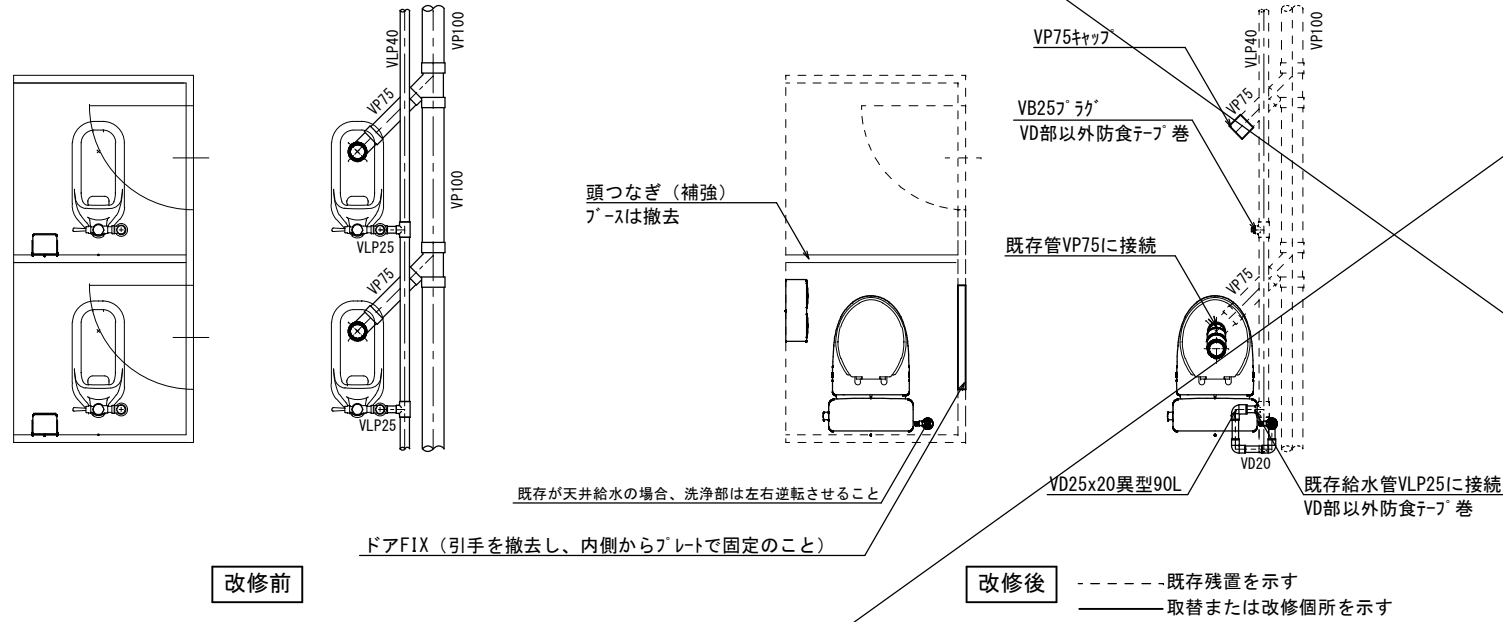 VLP40
VP100
VP75
VP100
VLP25
VP75
VLP25
改修前
頭つなぎ（補強）
ブースは撤去
既存が天井給水の場合、洗浄部は左右逆転させること
ドアFIX（引手を撤去し、内側からプレートで固定のこと）
VP75キャップ
VLP40
VP100
VP75
VB25プラグ
VD部以外防食テープ巻
既存管VP75に接続
VP75
VD20
VD25x20異型90L
既存給水管VLP25に接続
VD部以外防食テープ巻
改修後
既存残置を示す
取替または改修個所を示す